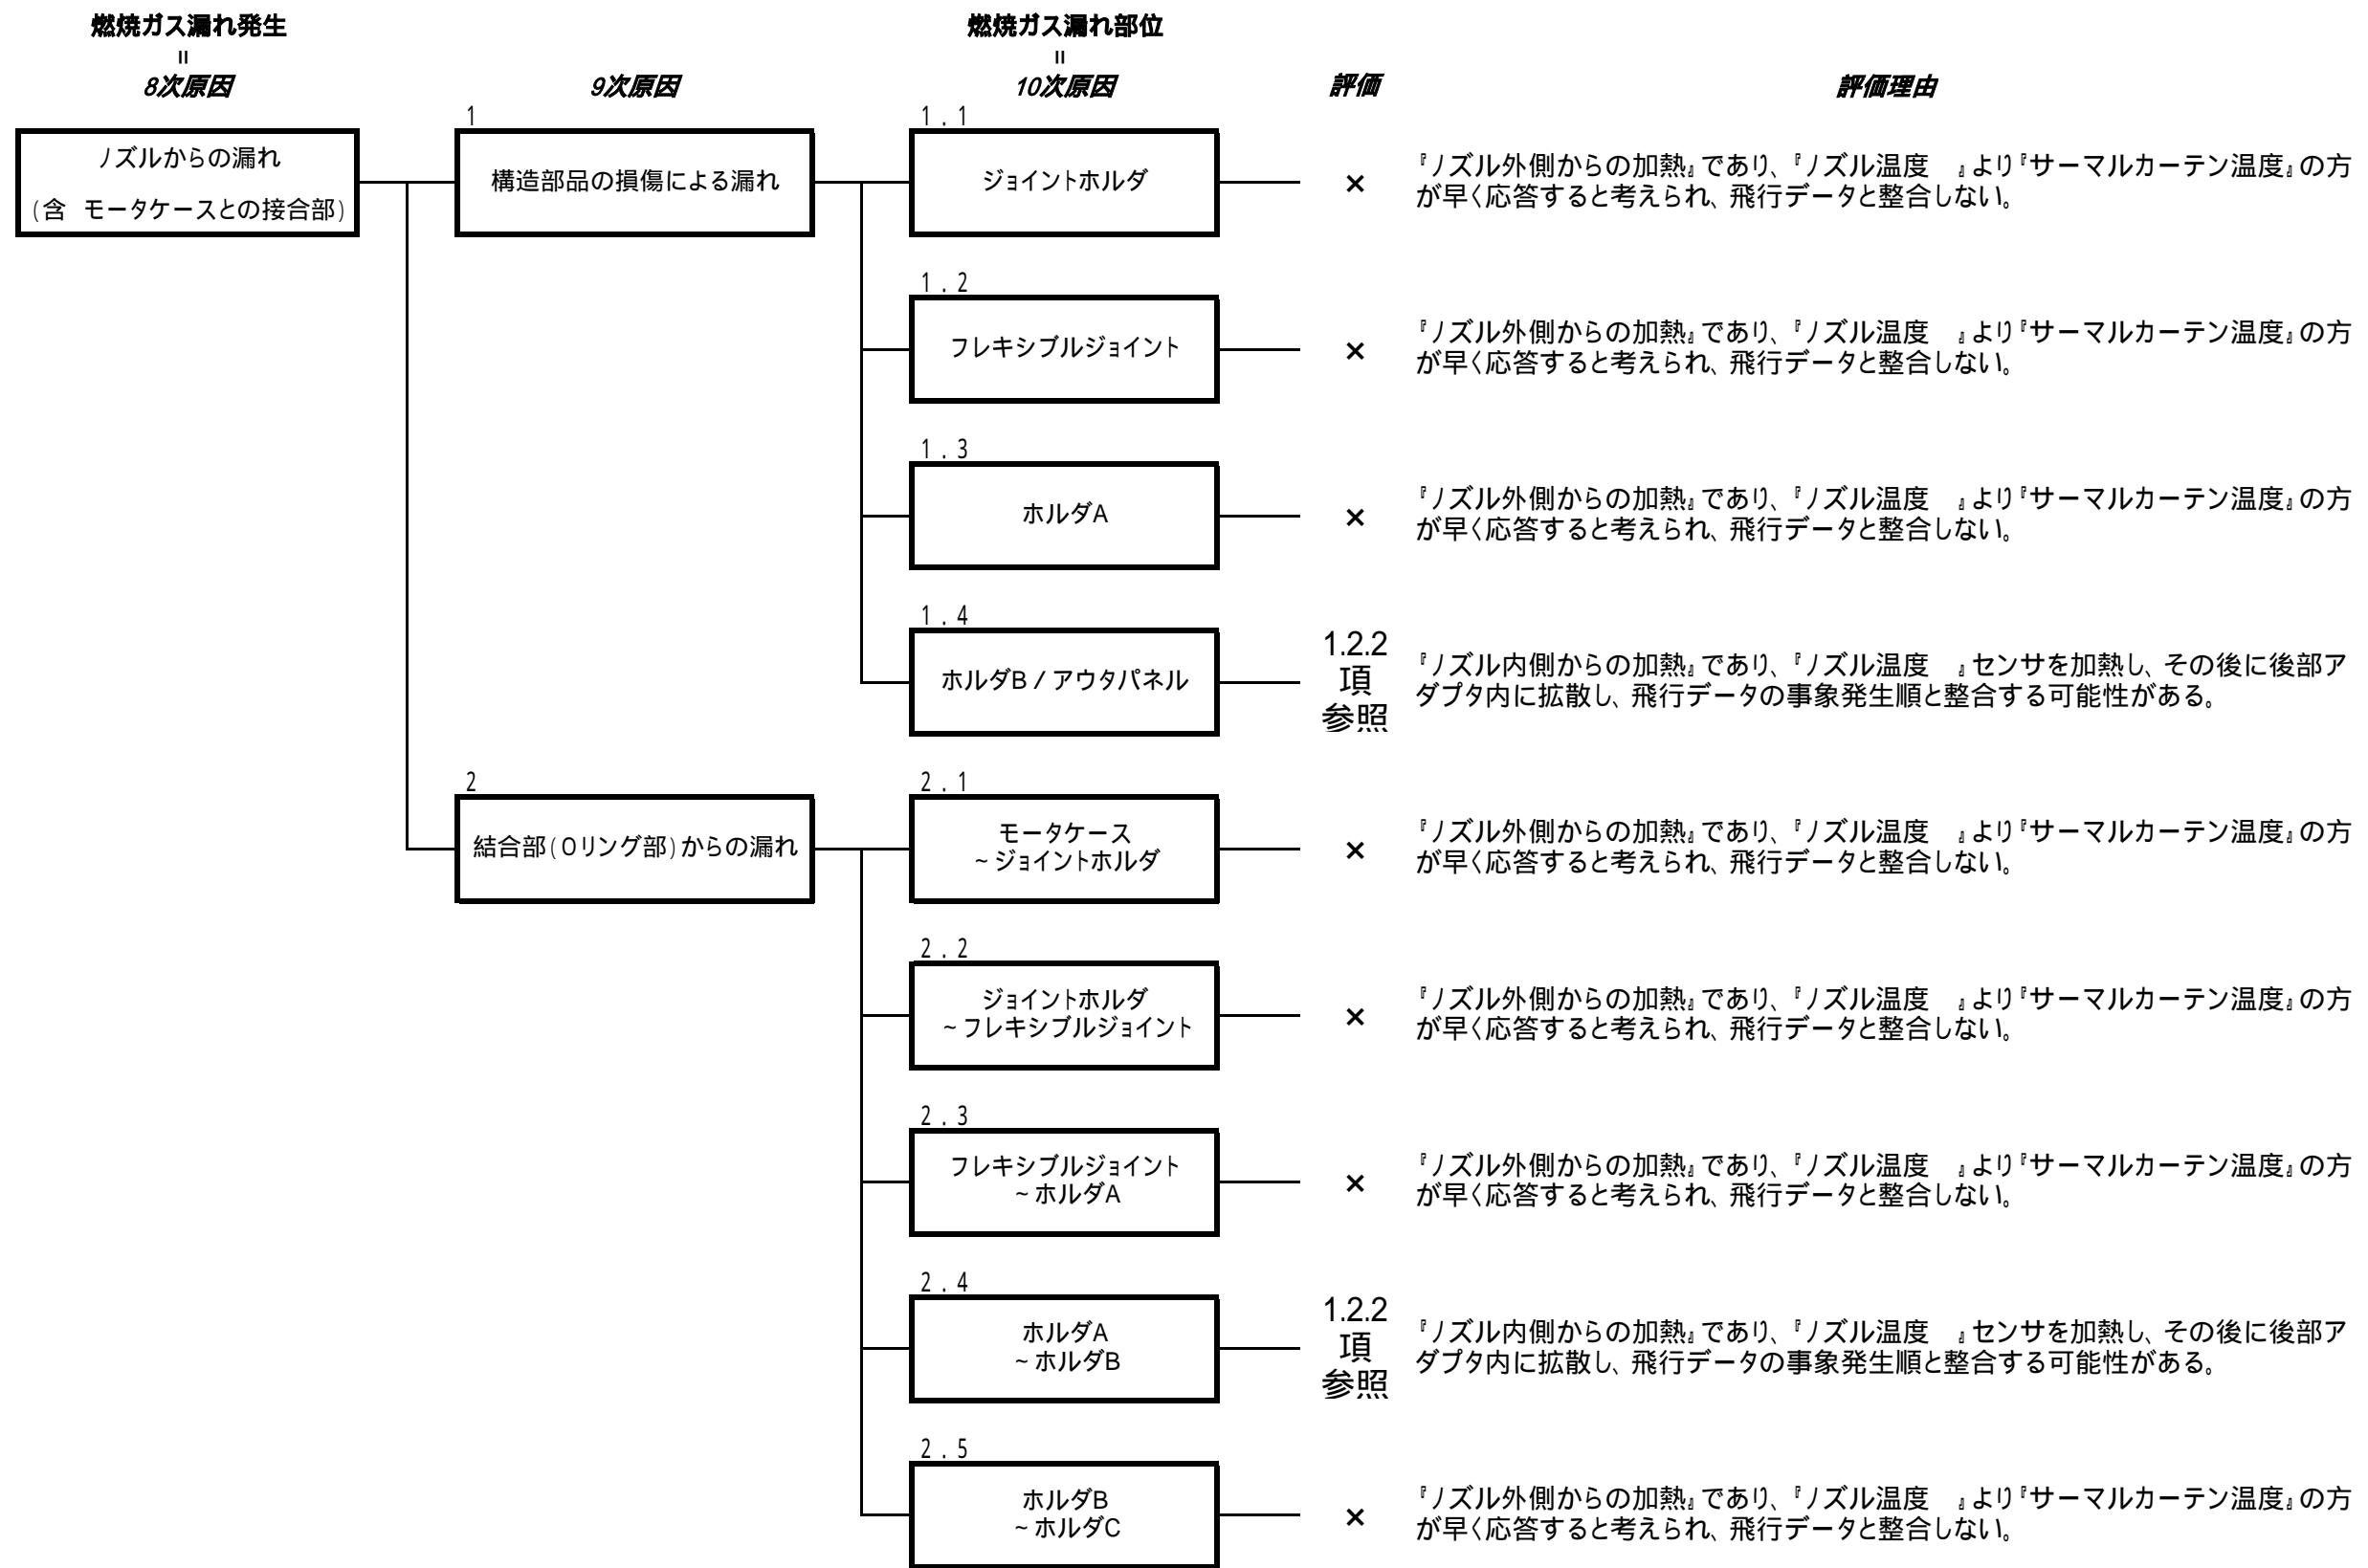 燃焼ガス漏れ発生
=
8次原因
9次原因
燃焼ガス漏れ部位
=
10次原因
評価
評価理由
ノズルからの漏れ
(含　モータケースとの接合部)
1
構造部品の損傷による漏れ
1.1
ジョイントホルダ
×
『ノズル外側からの加熱』であり、『ノズル温度　』より『サーマルカーテン温度』の方
が早く応答すると考えられ、飛行データと整合しない。
1.2
フレキシブルジョイント
×
『ノズル外側からの加熱』であり、『ノズル温度　』より『サーマルカーテン温度』の方
が早く応答すると考えられ、飛行データと整合しない。
1.3
ホルダA
×
『ノズル外側からの加熱』であり、『ノズル温度　』より『サーマルカーテン温度』の方
が早く応答すると考えられ、飛行データと整合しない。
1.4
ホルダB/アウタパネル
1.2.2
項
参照
『ノズル内側からの加熱』であり、『ノズル温度　』センサを加熱し、その後に後部ア
ダプタ内に拡散し、飛行データの事象発生順と整合する可能性がある。
2
結合部(Oリング部)からの漏れ
2.1
モータケース
~ジョイントホルダ
×
『ノズル外側からの加熱』であり、『ノズル温度　』より『サーマルカーテン温度』の方
が早く応答すると考えられ、飛行データと整合しない。
2.2
ジョイントホルダ
~フレキシブルジョイント
×
『ノズル外側からの加熱』であり、『ノズル温度　』より『サーマルカーテン温度』の方
が早く応答すると考えられ、飛行データと整合しない。
2.3
フレキシブルジョイント
~ホルダA
×
『ノズル外側からの加熱』であり、『ノズル温度　』より『サーマルカーテン温度』の方
が早く応答すると考えられ、飛行データと整合しない。
2.4
ホルダA
~ホルダB
1.2.2
項
参照
『ノズル内側からの加熱』であり、『ノズル温度　』センサを加熱し、その後に後部ア
ダプタ内に拡散し、飛行データの事象発生順と整合する可能性がある。
2.5
ホルダB
~ホルダC
×
『ノズル外側からの加熱』であり、『ノズル温度　』より『サーマルカーテン温度』の方
が早く応答すると考えられ、飛行データと整合しない。